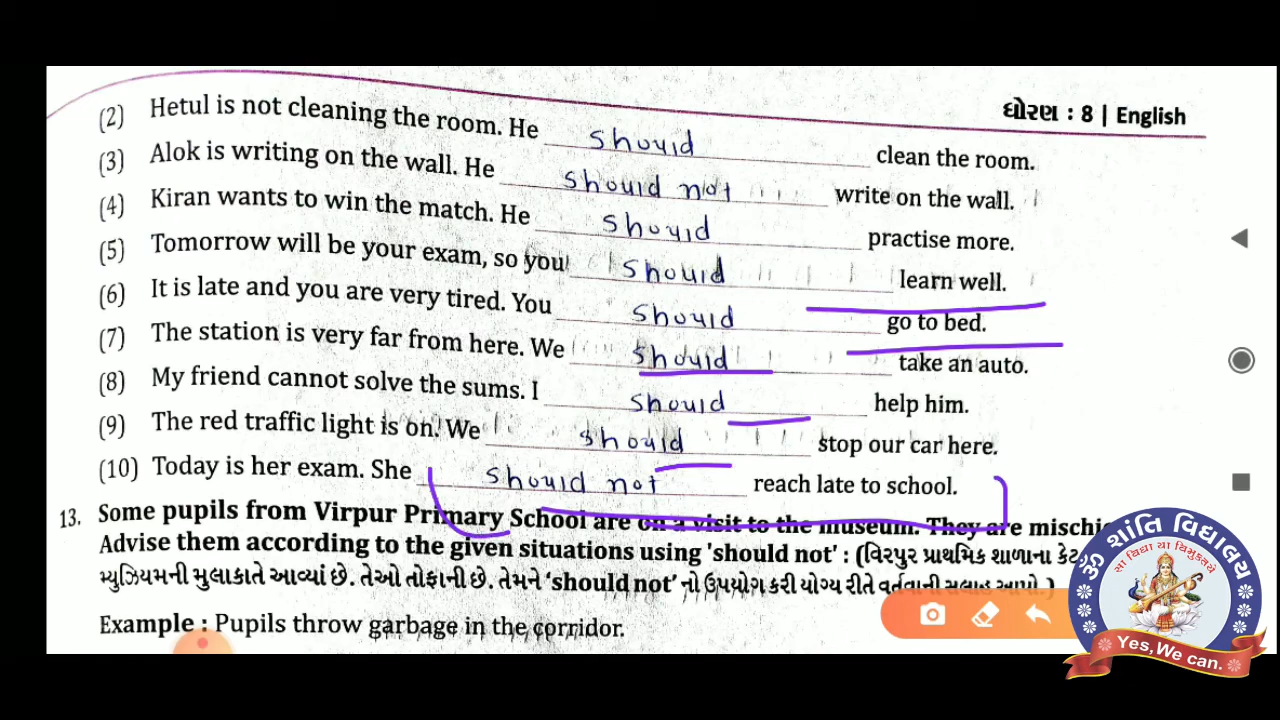 ધોરણ : 8 | English
(2) Hetul is not cleaning the room. He should clean the room.
(3) Alok is writing on the wall. He should not write on the wall.
(4) Kiran wants to win the match. He should practise more.
(5) Tomorrow will be your exam, so you should learn well.
(6) It is late and you are very tired. You should go to bed.
(7) The station is very far from here. We should take an auto.
(8) My friend cannot solve the sums. I should help him.
(9) The red traffic light is on. We should stop our car here.
(10) Today is her exam. She should not reach late to school.
13. Some pupils from Virpur Primary School are on a visit to the museum. They are
Advise them according to the given situations using 'should not' : (વિરપુર પ્રાથમિક શાળાના
મ્યુઝિયમની મુલાકાતે આવ્યાં છે. તેઓ તોફાની છે. તેમને ‘should not’ નો ઉપયોગ કરી યોગ્ય રીતે વર્તવાની સલાહ આપો.)
Example : Pupils throw garbage in the corridor.
ૐ શાંતિ વિદ્યાલય
સા વિદ્યા યા વિમુક્તયે
Yes, We can.